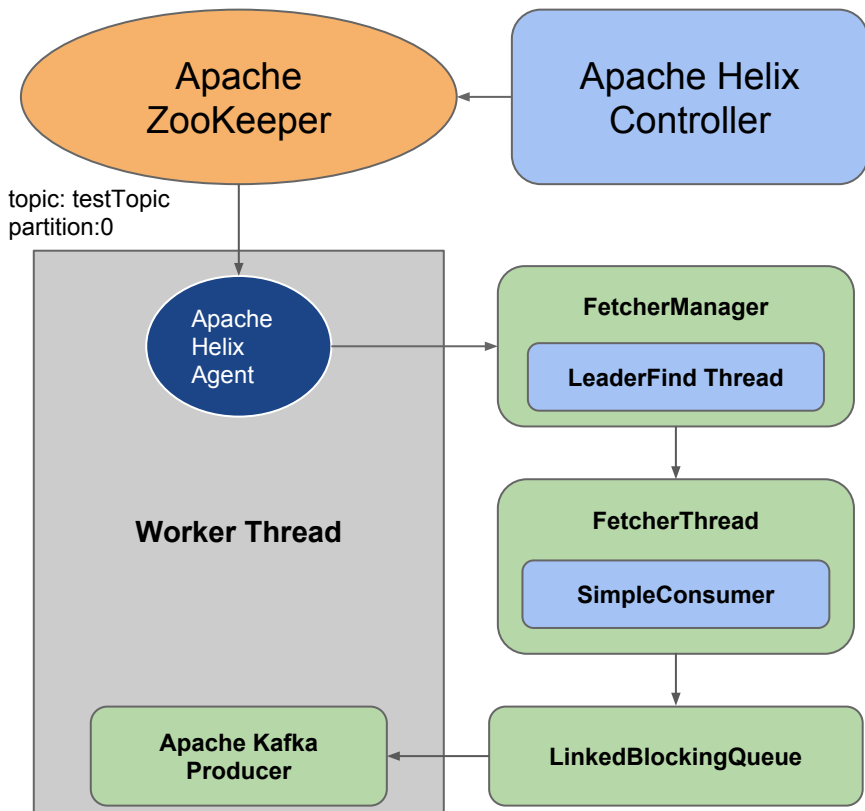 Apache
ZooKeeper
Apache Helix
Controller
topic: testTopic
partition:0
Apache
Helix
Agent
FetcherManager
LeaderFind Thread
Worker Thread
FetcherThread
SimpleConsumer
Apache Kafka
Producer
LinkedBlockingQueue